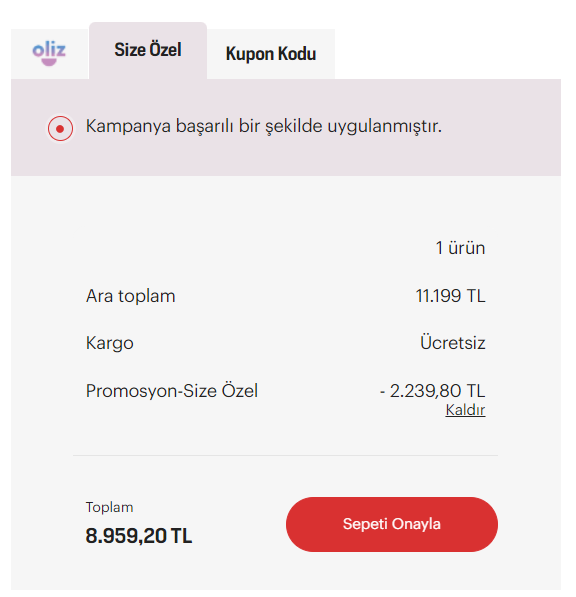 oliz
Size Özel
Kupon Kodu
Kampanya başarılı bir şekilde uygulanmıştır.
1 ürün
Ara toplam 11.199 TL
Kargo Ücretsiz
Promosyon-Size Özel - 2.239,80 TL
Kaldır
Toplam
8.959,20 TL
Sepeti Onayla